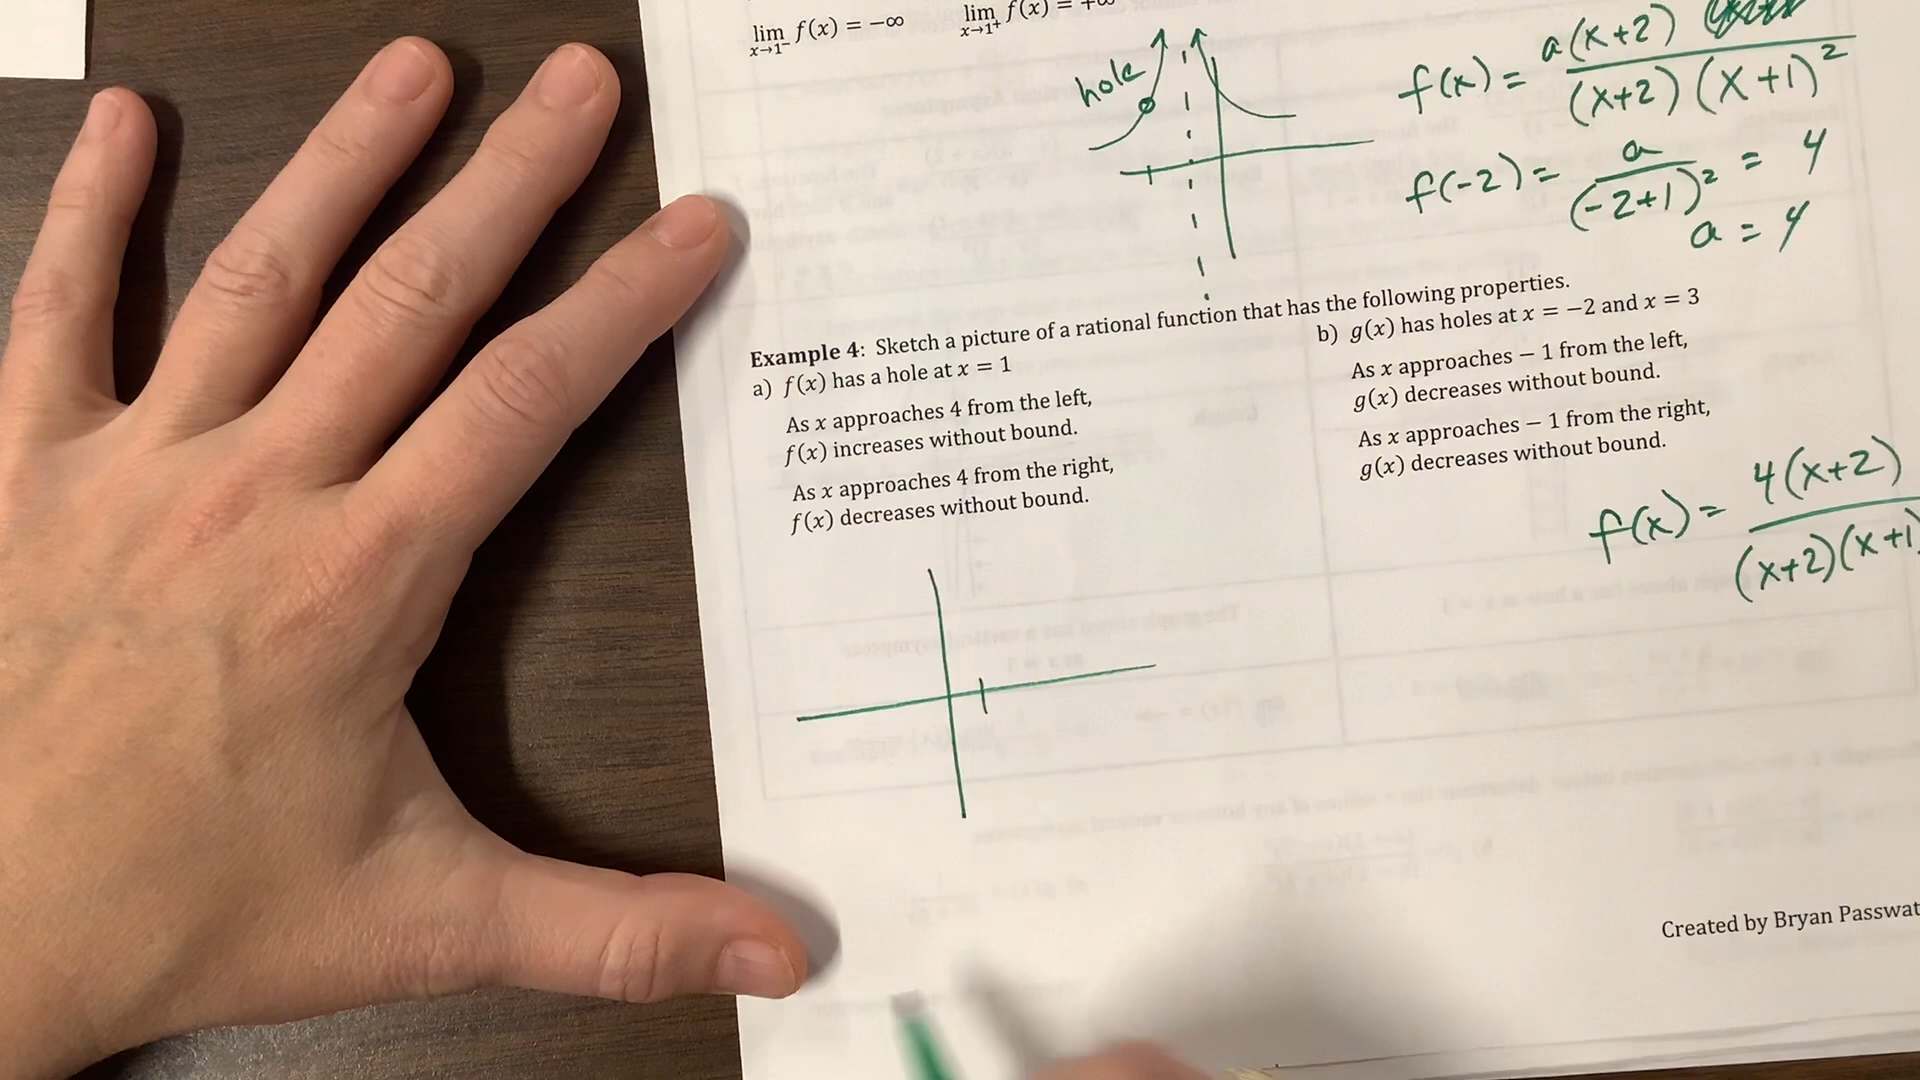 lim x→1⁻ f(x) = −∞ lim x→1⁺ f(x) = +∞
hole
f(x) = a(x+2) / (x+2)(x+1)²
f(-2) = a / (-2+1)² = 4
a = 4
Example 4: Sketch a picture of a rational function that has the following properties.
a) f(x) has a hole at x = 1
As x approaches 4 from the left,
f(x) increases without bound.
As x approaches 4 from the right,
f(x) decreases without bound.
b) g(x) has holes at x = −2 and x = 3
As x approaches − 1 from the left,
g(x) decreases without bound.
As x approaches − 1 from the right,
g(x) decreases without bound.
f(x) = 4(x+2) / (x+2)(x+1)
Created by Bryan Passwat